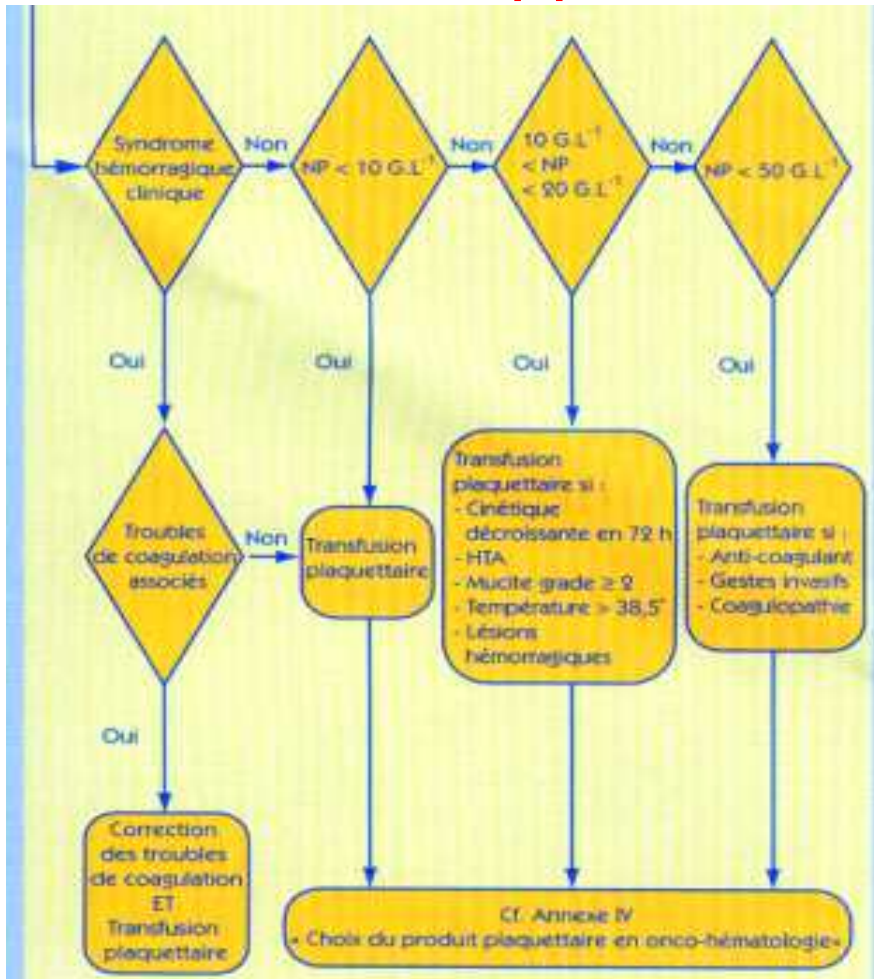 Syndrome
hémorragique
clinique
Non
NP < 10 G.L⁻¹
Non
10 G.L⁻¹
< NP
< 20 G.L⁻¹
Non
NP < 50 G.L⁻¹
Oui
Oui
Oui
Oui
Troubles
de coagulation
associés
Non
Transfusion
plaquettaire
Transfusion
plaquettaire si :
- Cinétique
décroissante en 72 h
- HTA
- Mucite grade ≥ 2
- Température > 38,5°
- Lésions
hémorragiques
Transfusion
plaquettaire si :
- Anti-coagulant
- Gestes invasifs
- Coagulopathie
Oui
Correction
des troubles
de coagulation
ET
Transfusion
plaquettaire
Cf. Annexe IV
« Choix du produit plaquettaire en onco-hématologie»